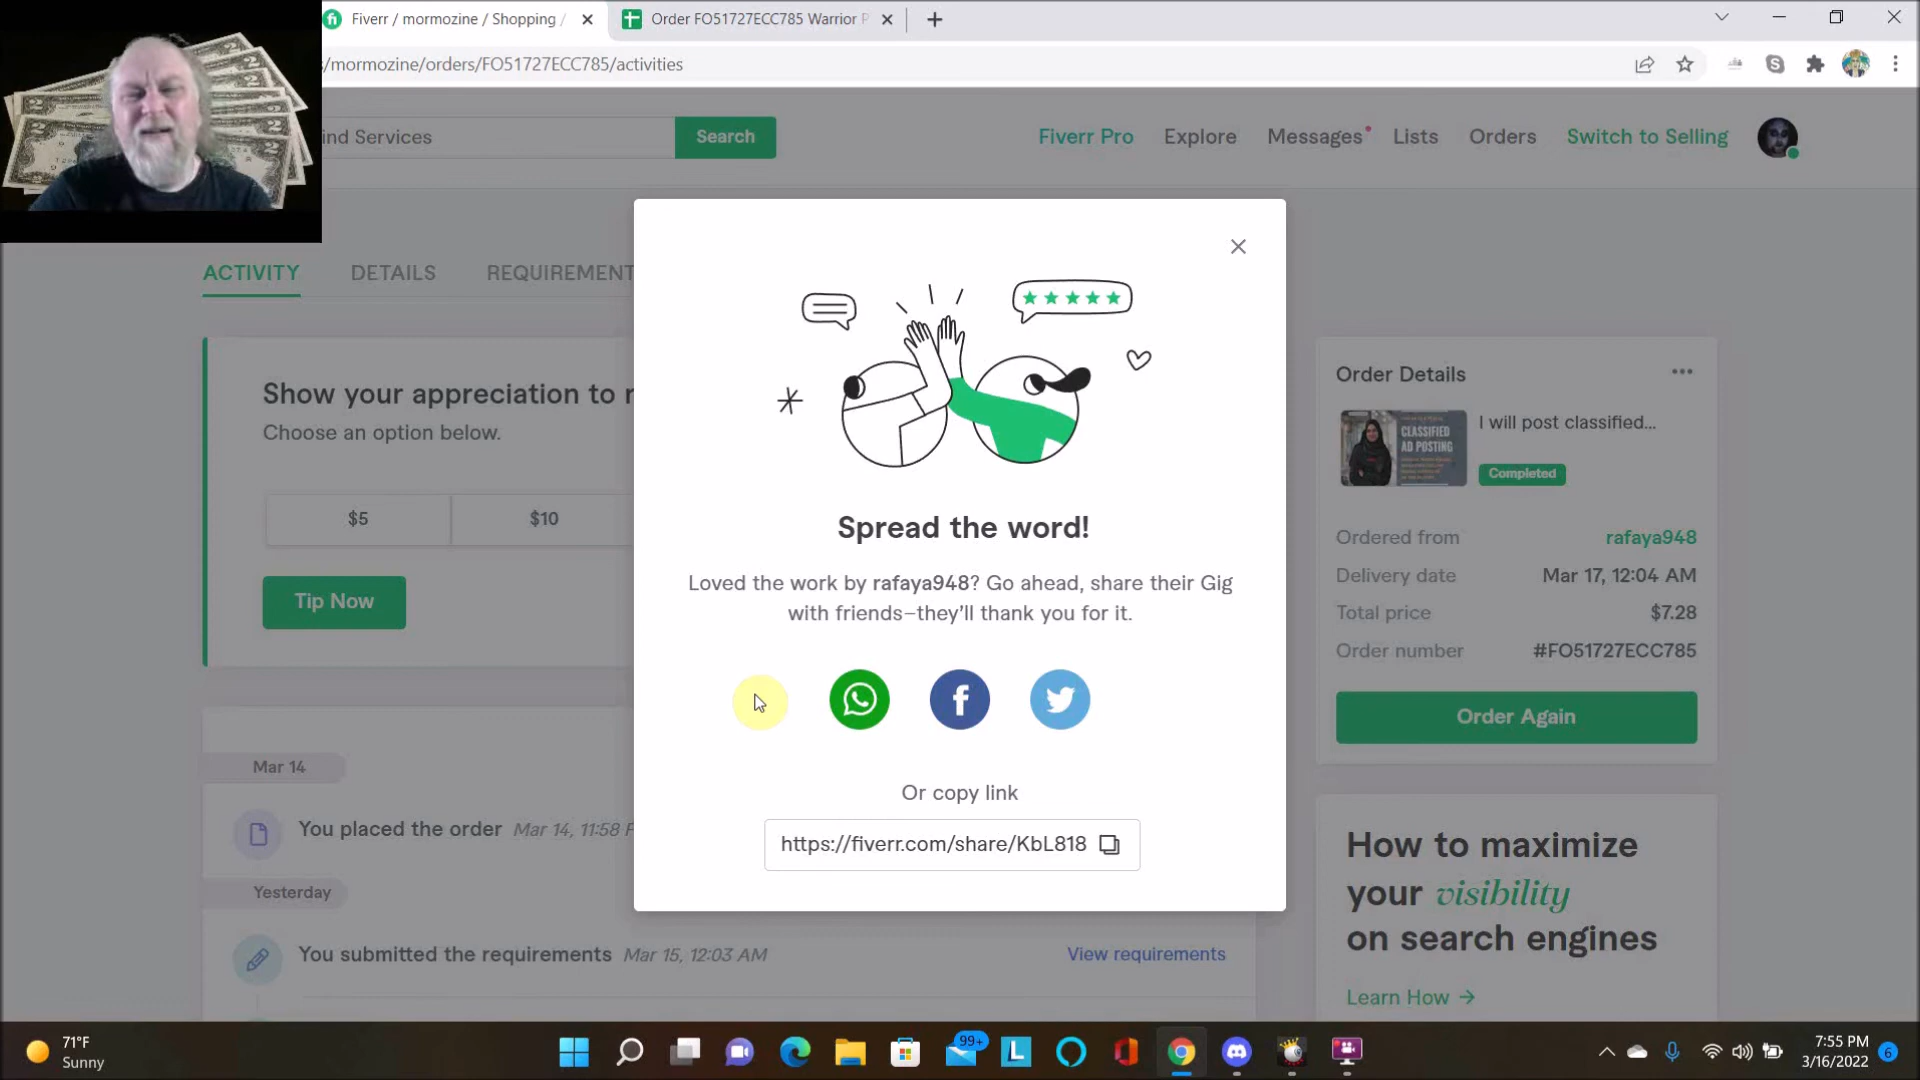 Fiverr / mormozine / Shopping /
Order FO51727ECC785 Warrior P
/mormozine/orders/FO51727ECC785/activities
ind Services
Search
Fiverr Pro
Explore
Messages
Lists
Orders
Switch to Selling
ACTIVITY
DETAILS
REQUIREMENT
Show your appreciation to r
Choose an option below.
$5
$10
Tip Now
Mar 14
You placed the order Mar 14, 11:58 P
Yesterday
You submitted the requirements Mar 15, 12:03 AM
View requirements
Spread the word!
Loved the work by rafaya948? Go ahead, share their Gig
with friends–they'll thank you for it.
Or copy link
https://fiverr.com/share/KbL818
Order Details
CLASSIFIED
AD POSTING
I will post classified...
Completed
Ordered from rafaya948
Delivery date Mar 17, 12:04 AM
Total price $7.28
Order number #FO51727ECC785
Order Again
How to maximize
your visibility
on search engines
Learn How →
71°F
Sunny
99+
7:55 PM
3/16/2022
6